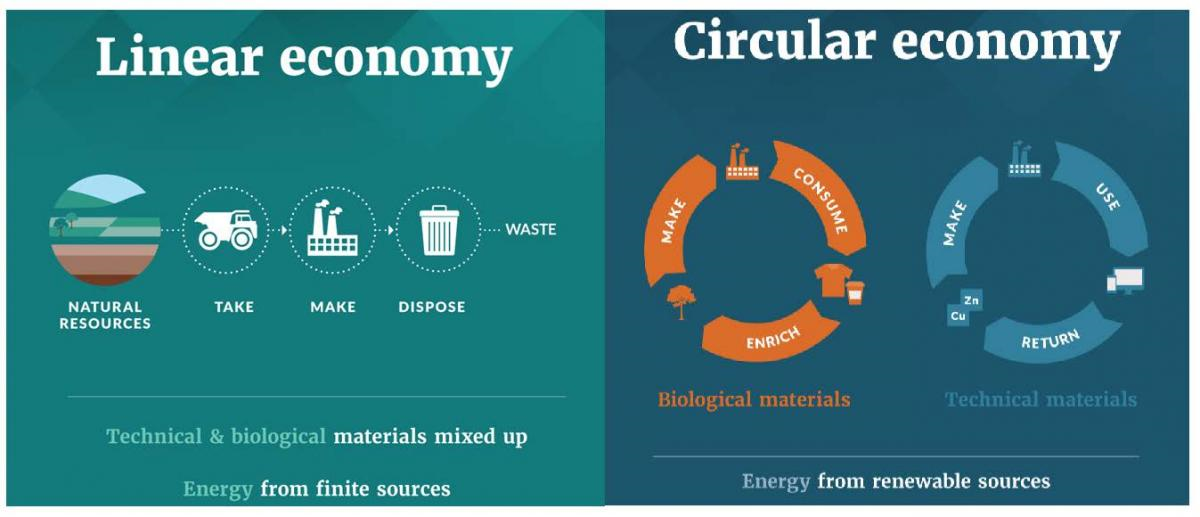 Linear economy
NATURAL
RESOURCES
TAKE
MAKE
DISPOSE
WASTE
Technical & biological materials mixed up
Energy from finite sources
Circular economy
MAKE
CONSUME
ENRICH
Biological materials
MAKE
USE
Zn
Cu
RETURN
Technical materials
Energy from renewable sources